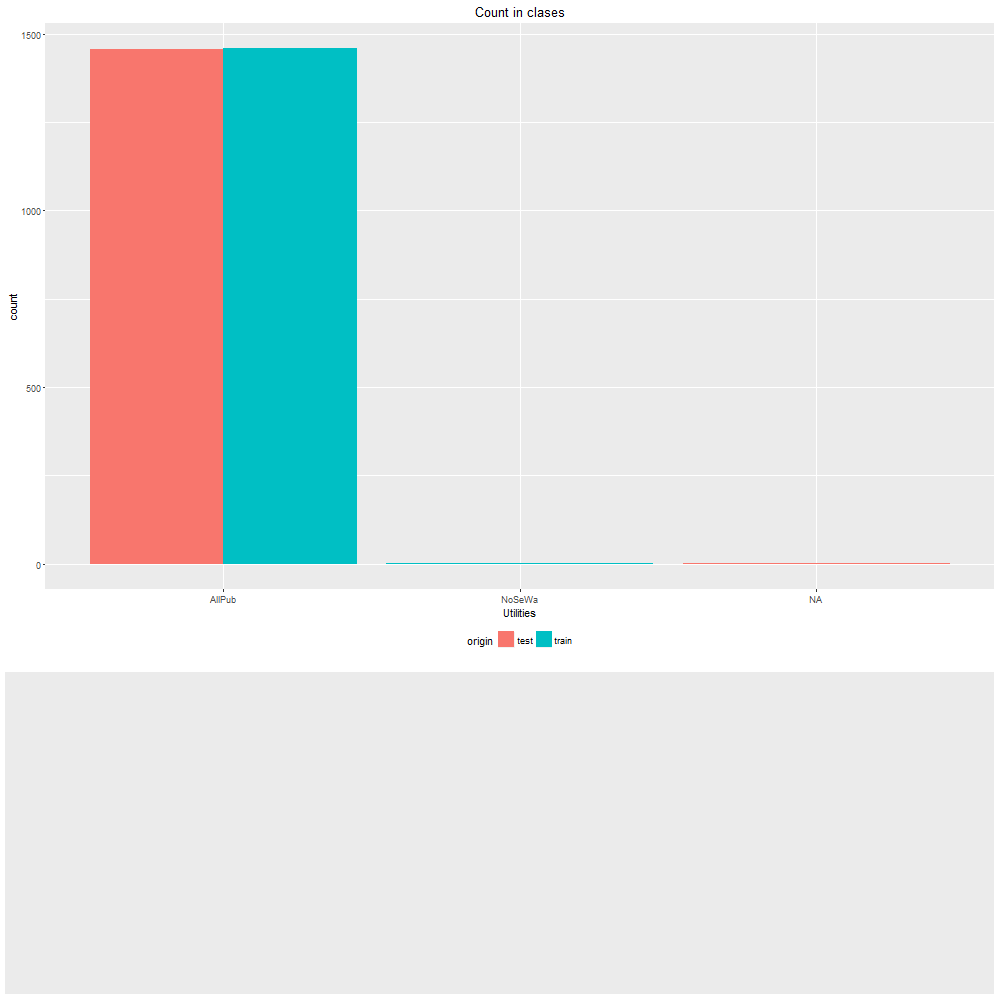 Count in clases
1500
1000
500
0
count
AllPub NoSeWa NA
Utilities
origin test train